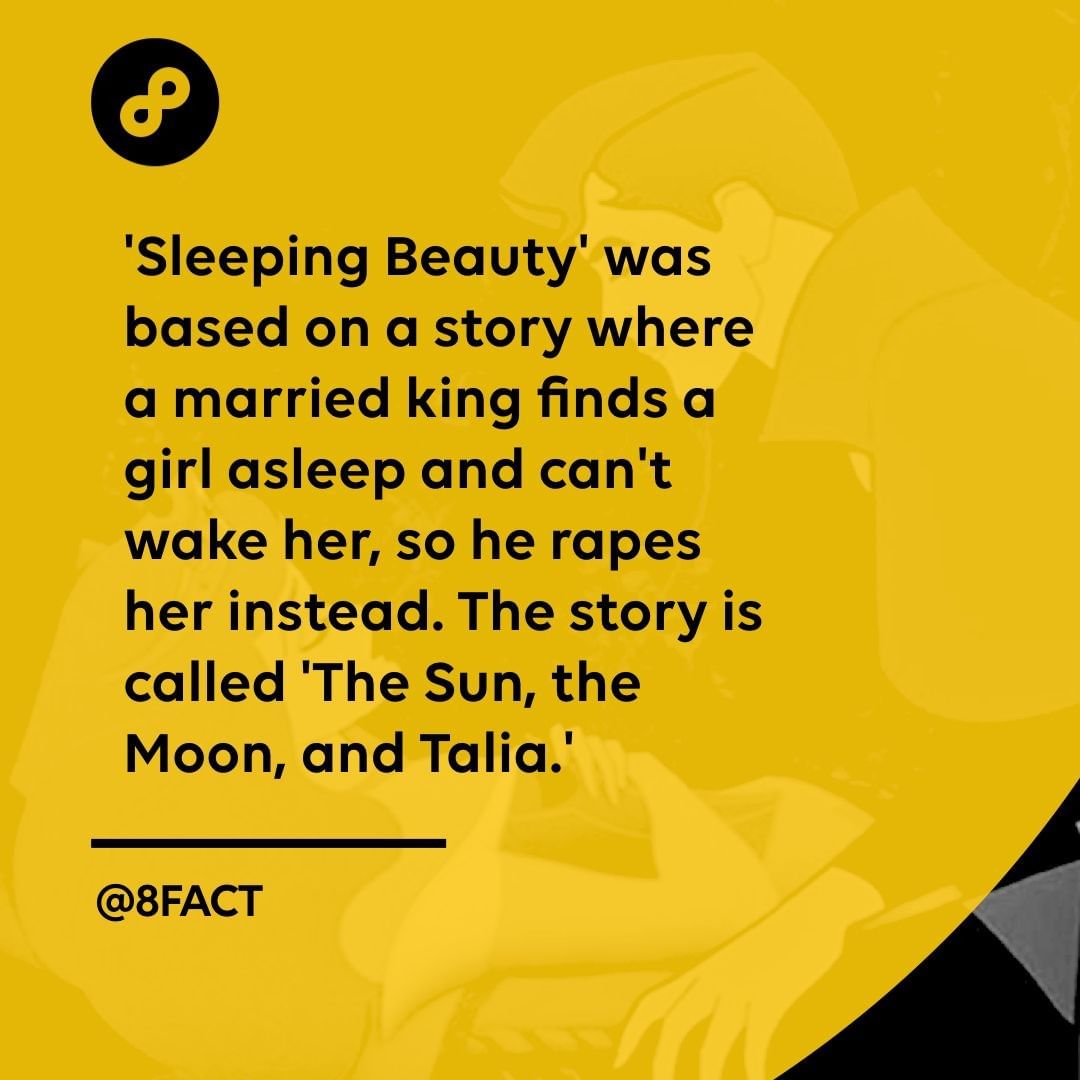 'Sleeping Beauty' was
based on a story where
a married king finds a
girl asleep and can't
wake her, so he rapes
her instead. The story is
called 'The Sun, the
Moon, and Talia.'
@8FACT